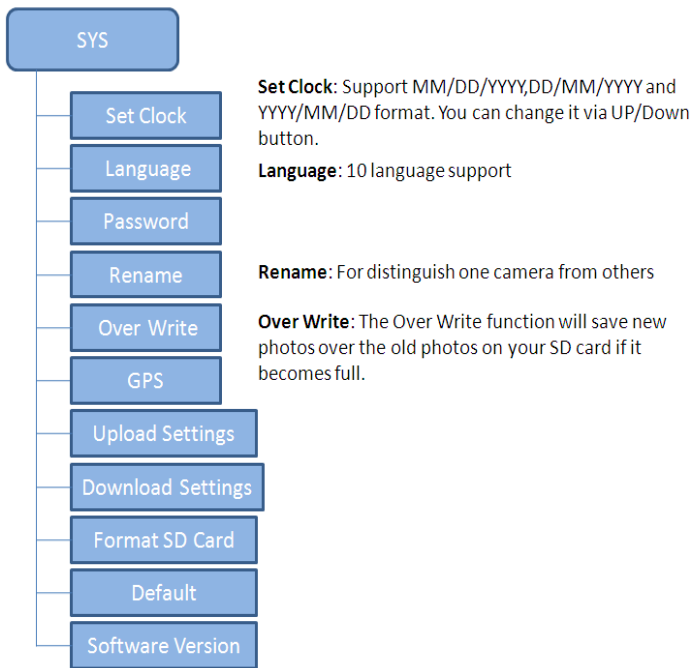 SYS
Set Clock
Set Clock: Support MM/DD/YYYY,DD/MM/YYYY and
YYYY/MM/DD format. You can change it via UP/Down
button.
Language
Language: 10 language support
Password
Rename
Rename: For distinguish one camera from others
Over Write
Over Write: The Over Write function will save new
photos over the old photos on your SD card if it
becomes full.
GPS
Upload Settings
Download Settings
Format SD Card
Default
Software Version